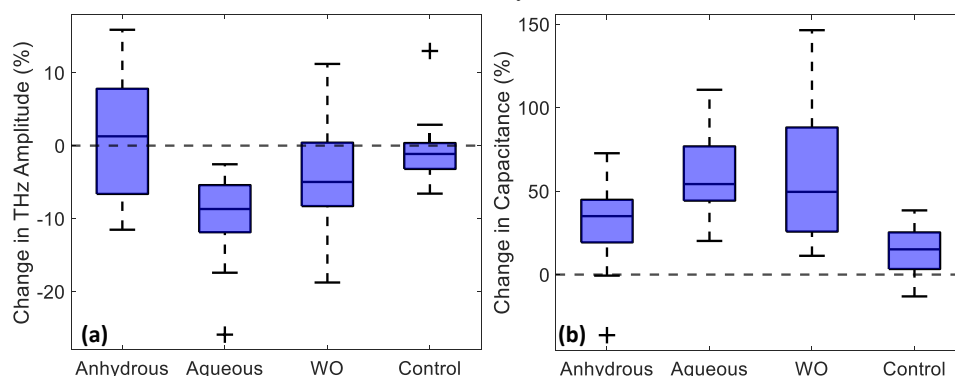 Change in THz Amplitude (%)
10
0
-10
-20
(a)
Anhydrous Aqueous WO Control
Change in Capacitance (%)
150
100
50
0
(b)
Anhydrous Aqueous WO Control